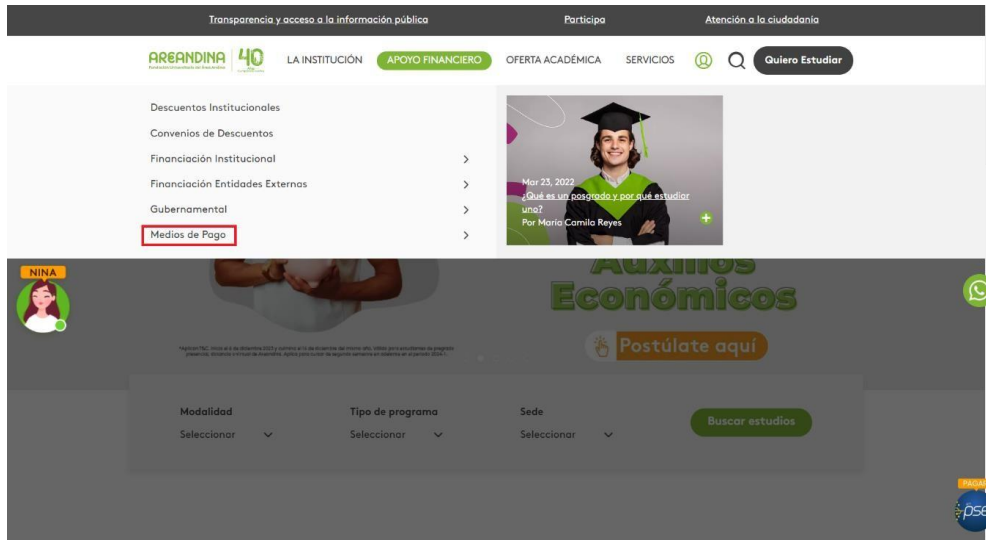 Transparencia y acceso a la información pública Participa Atención a la ciudadanía
AREANDINA 40 LA INSTITUCIÓN APOYO FINANCIERO OFERTA ACADÉMICA SERVICIOS Quiero Estudiar
Descuentos Institucionales
Convenios de Descuentos
Financiación Institucional
Financiación Entidades Externas
Gubernamental
Medios de Pago
Mar 23, 2022
¿Qué es un posgrado y por qué estudiar
uno?
Por María Camila Reyes
NINA
Auxilios
Económicos
Postúlate aquí
Modalidad Tipo de programa Sede
Seleccionar Seleccionar Seleccionar Buscar estudios
pse